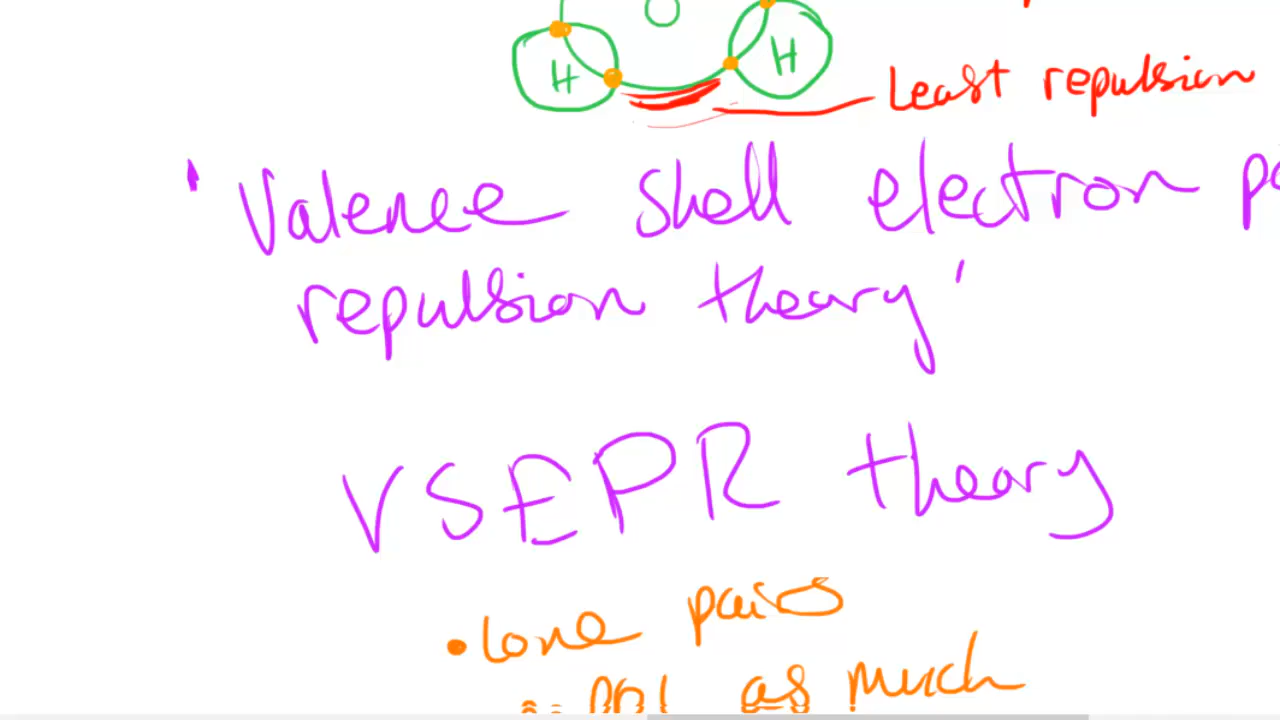 O
H
H
Least repulsion
'Valence shell electron
repulsion theory'
VSEPR theory
•lone pairs
as much